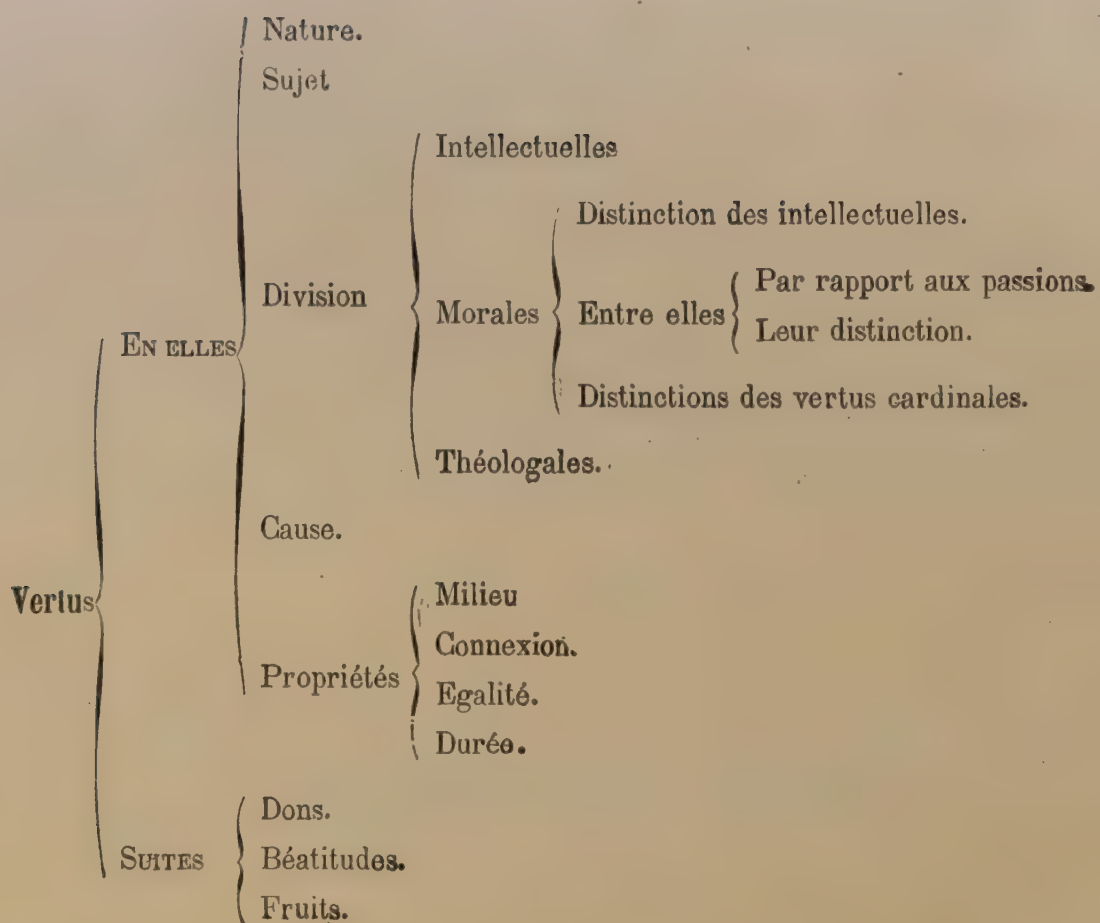 Nature.
Sujet
Intellectuelles
Distinction des intellectuelles.
Par rapport aux passions.
Division
Morales
Entre elles
Leur distinction.
EN ELLES
Distinctions des vertus cardinales.
Théologales.
Cause.
Vertus
Milieu
Connexion.
Propriétés
Egalité.
Durée.
Dons.
SUITES
Béatitudes.
Fruits.